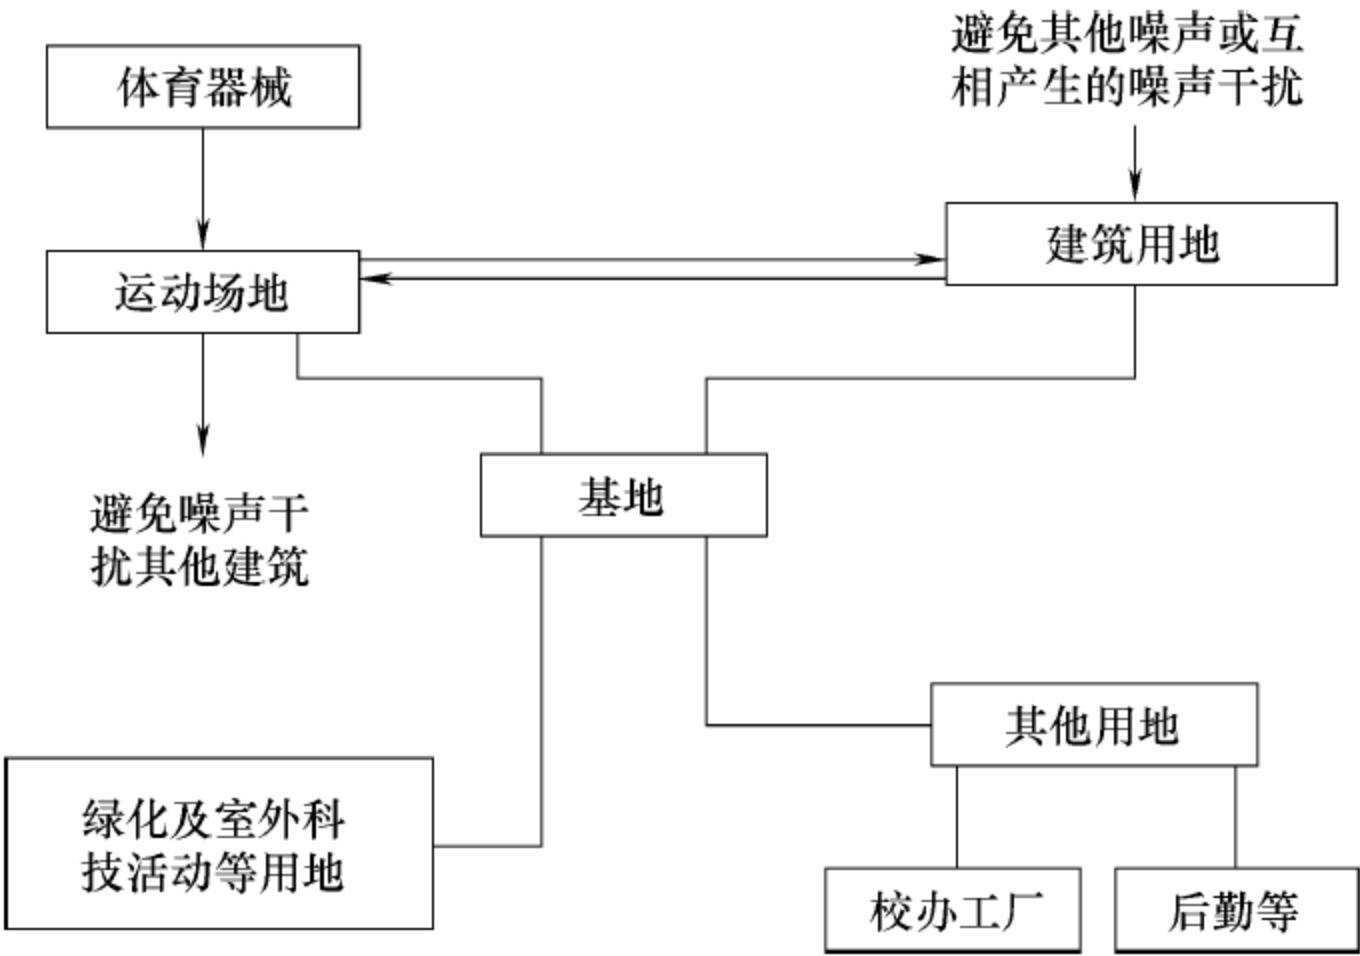 避免其他噪声或互
相产生的噪声干扰
体育器械
建筑用地
运动场地
基地
避免噪声干
扰其他建筑
其他用地
绿化及室外科
技活动等用地
校办工厂
后勤等